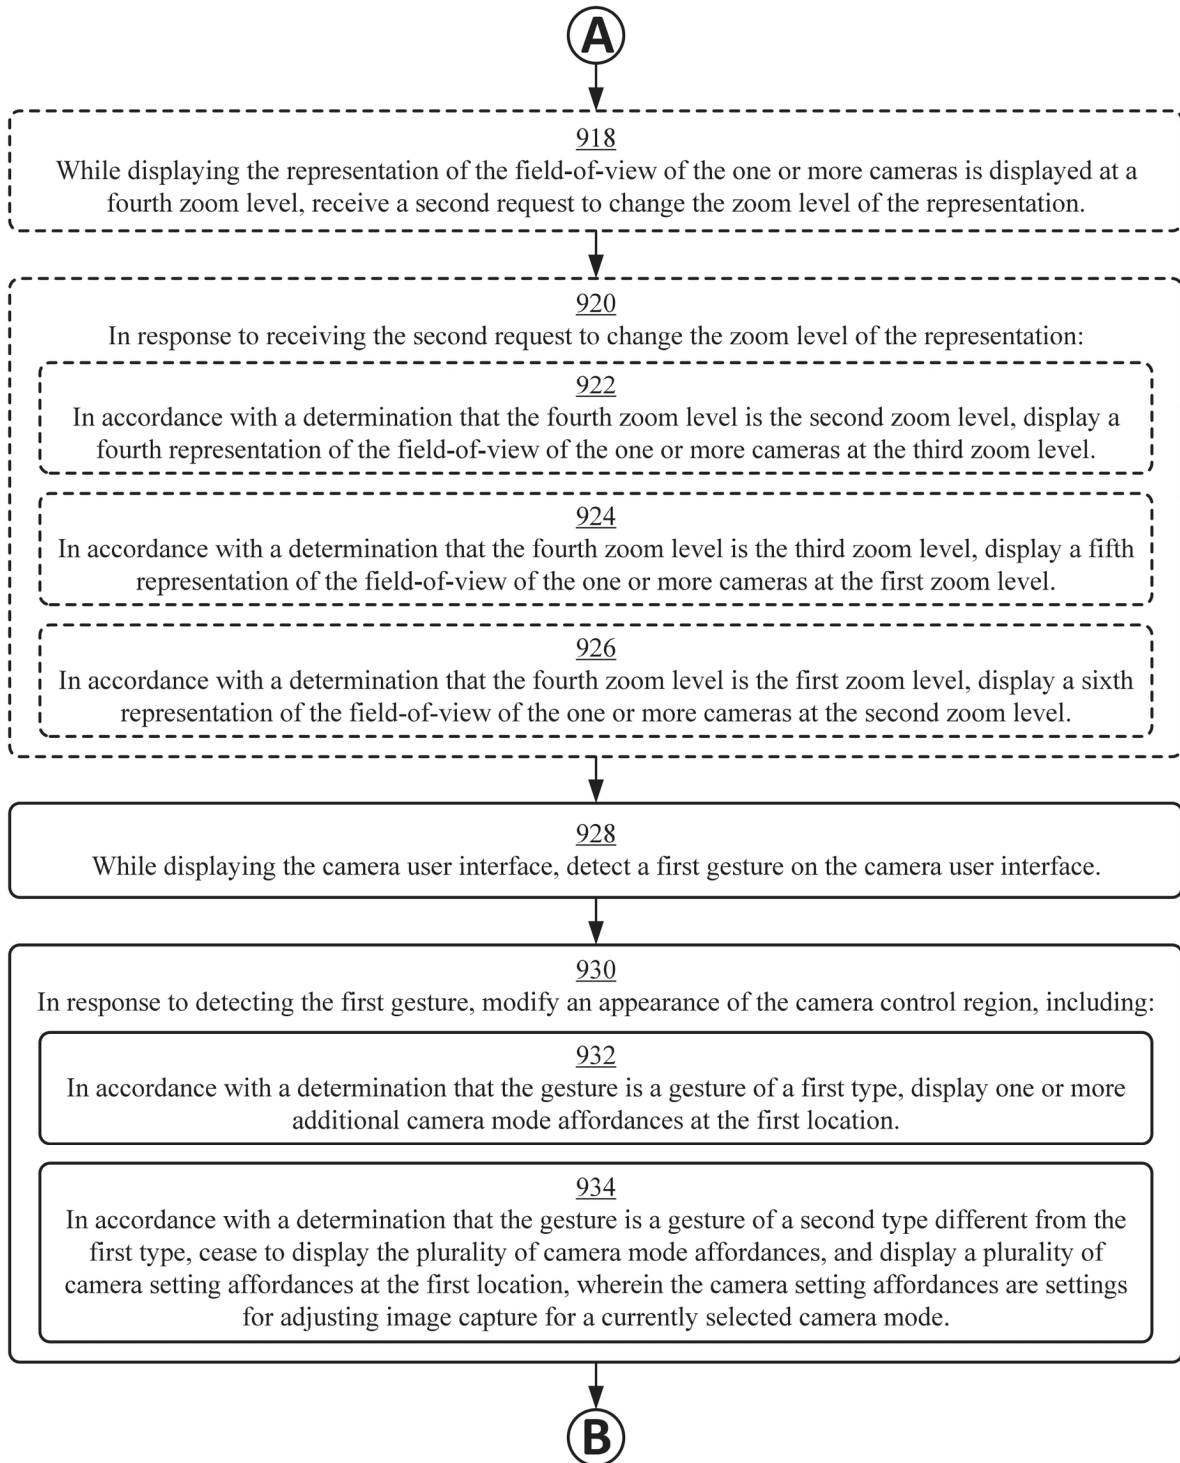 A
918
While displaying the representation of the field-of-view of the one or more cameras is displayed at a
fourth zoom level, receive a second request to change the zoom level of the representation.
920
In response to receiving the second request to change the zoom level of the representation:
922
In accordance with a determination that the fourth zoom level is the second zoom level, display a
fourth representation of the field-of-view of the one or more cameras at the third zoom level.
924
In accordance with a determination that the fourth zoom level is the third zoom level, display a fifth
representation of the field-of-view of the one or more cameras at the first zoom level.
926
In accordance with a determination that the fourth zoom level is the first zoom level, display a sixth
representation of the field-of-view of the one or more cameras at the second zoom level.
928
While displaying the camera user interface, detect a first gesture on the camera user interface.
930
In response to detecting the first gesture, modify an appearance of the camera control region, including:
932
In accordance with a determination that the gesture is a gesture of a first type, display one or more
additional camera mode affordances at the first location.
934
In accordance with a determination that the gesture is a gesture of a second type different from the
first type, cease to display the plurality of camera mode affordances, and display a plurality of
camera setting affordances at the first location, wherein the camera setting affordances are settings
for adjusting image capture for a currently selected camera mode.
B